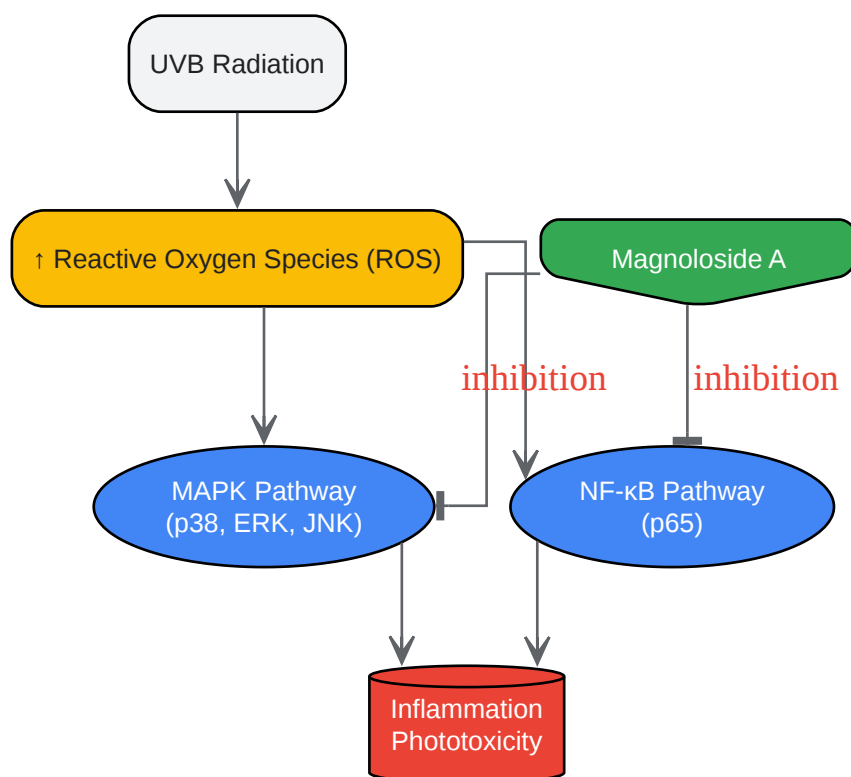 UVB Radiation
↑ Reactive Oxygen Species (ROS)
Magnoloside A
inhibition
inhibition
MAPK Pathway
(p38, ERK, JNK)
NF-κB Pathway
(p65)
Inflammation
Phototoxicity